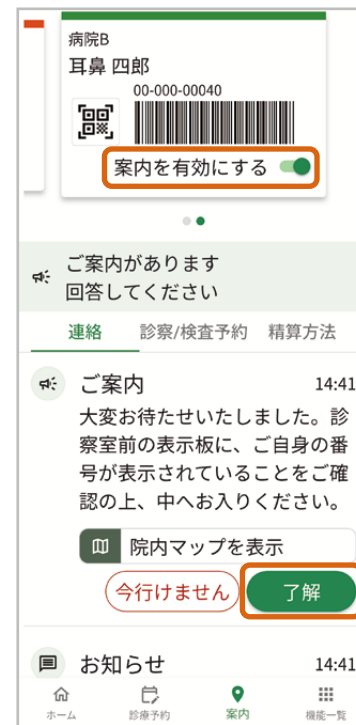 病院B
耳鼻 四郎
00-000-00040
案内を有効にする
ご案内があります
回答してください
連絡 診察/検査予約 精算方法
ご案内 14:41
大変お待たせいたしました。診
察室前の表示板に、ご自身の番
号が表示されていることをご確
認の上、中へお入りください。
院内マップを表示
今行けません 了解
お知らせ 14:41
ホーム 診療予約 案内 機能一覧